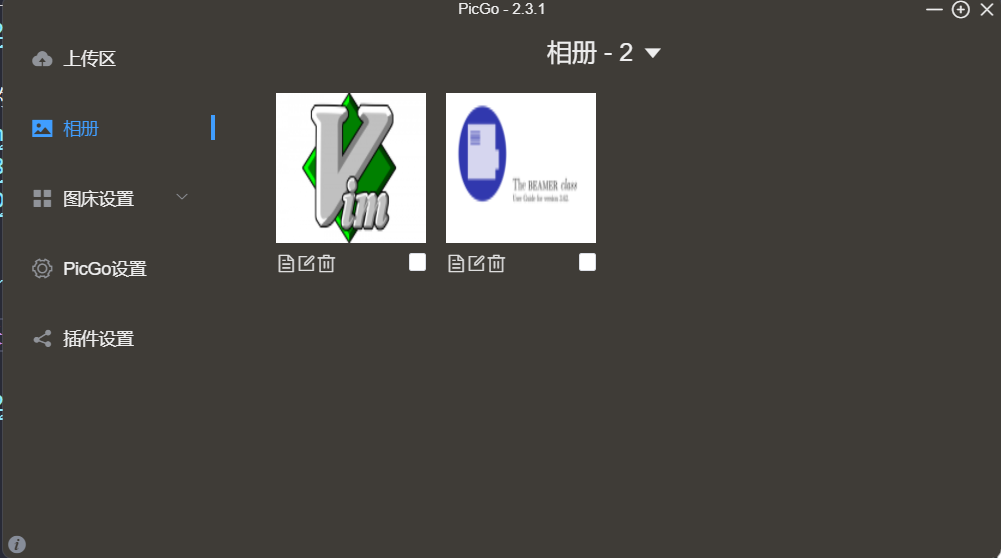 PicGo - 2.3.1
上传区
相册
图床设置
PicGo设置
插件设置
相册 - 2
Vim
The BEAMER class
User Guide for version 3.62.